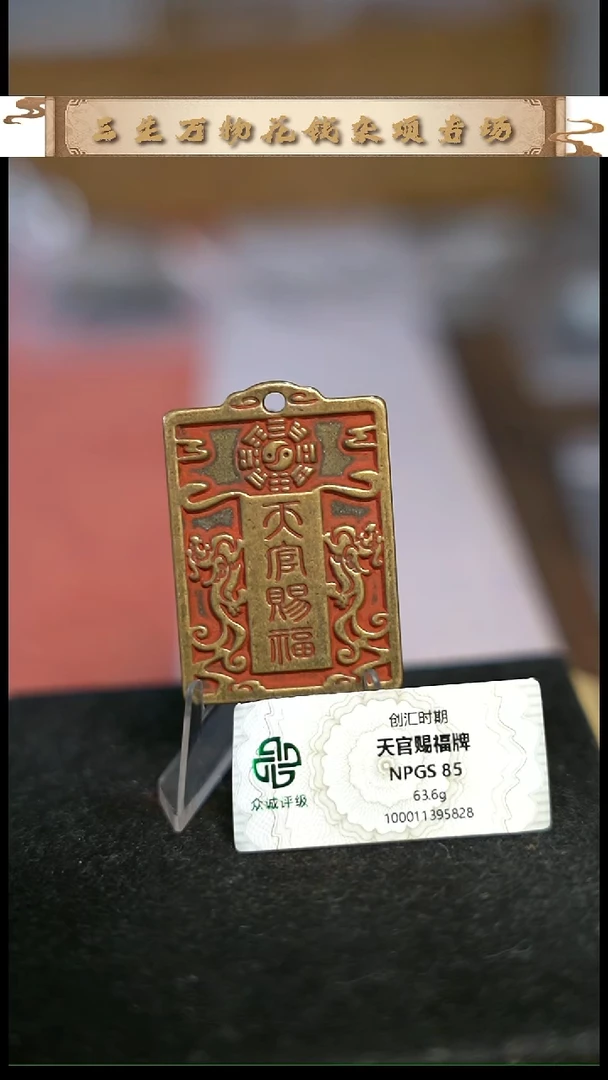 三生万物花钱杂项专场
天官賜福
创汇时期
天官赐福牌
NPGS 85
63.6g
100011395828
众诚评级